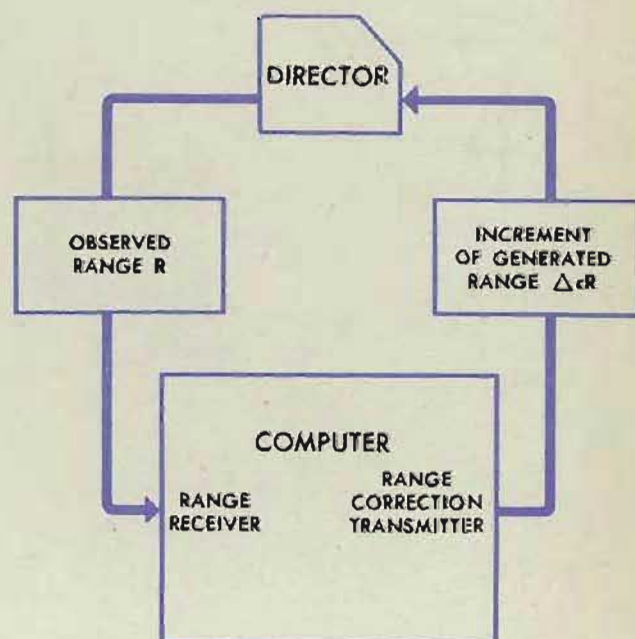 DIRECTOR
OBSERVED
RANGE R
INCREMENT
OF GENERATED
RANGE ΔcR
COMPUTER
RANGE
RECEIVER
RANGE
CORRECTION
TRANSMITTER